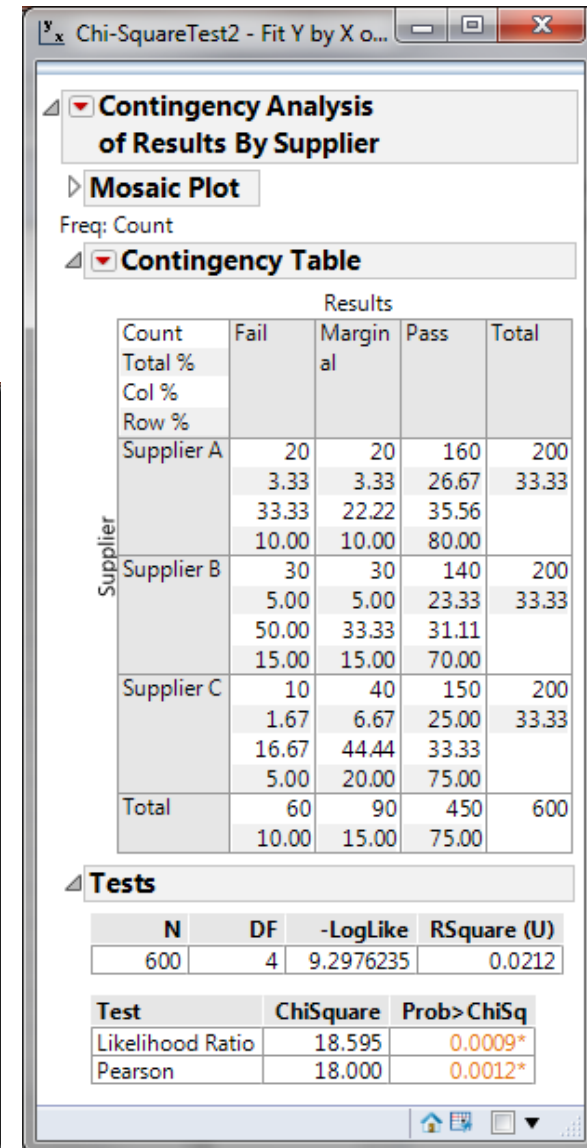 Chi-SquareTest2 - Fit Y by X o...
Contingency Analysis
of Results By Supplier
Mosaic Plot
Freq: Count
Contingency Table
Results
Count Fail Margin Pass Total
Total % al
Col %
Row %
Supplier
Supplier A 20 20 160 200
3.33 3.33 26.67 33.33
33.33 22.22 35.56
10.00 10.00 80.00
Supplier B 30 30 140 200
5.00 5.00 23.33 33.33
50.00 33.33 31.11
15.00 15.00 70.00
Supplier C 10 40 150 200
1.67 6.67 25.00 33.33
16.67 44.44 33.33
5.00 20.00 75.00
Total 60 90 450 600
10.00 15.00 75.00
Tests
N DF -LogLike RSquare (U)
600 4 9.2976235 0.0212
Test ChiSquare Prob>ChiSq
Likelihood Ratio 18.595 0.0009*
Pearson 18.000 0.0012*